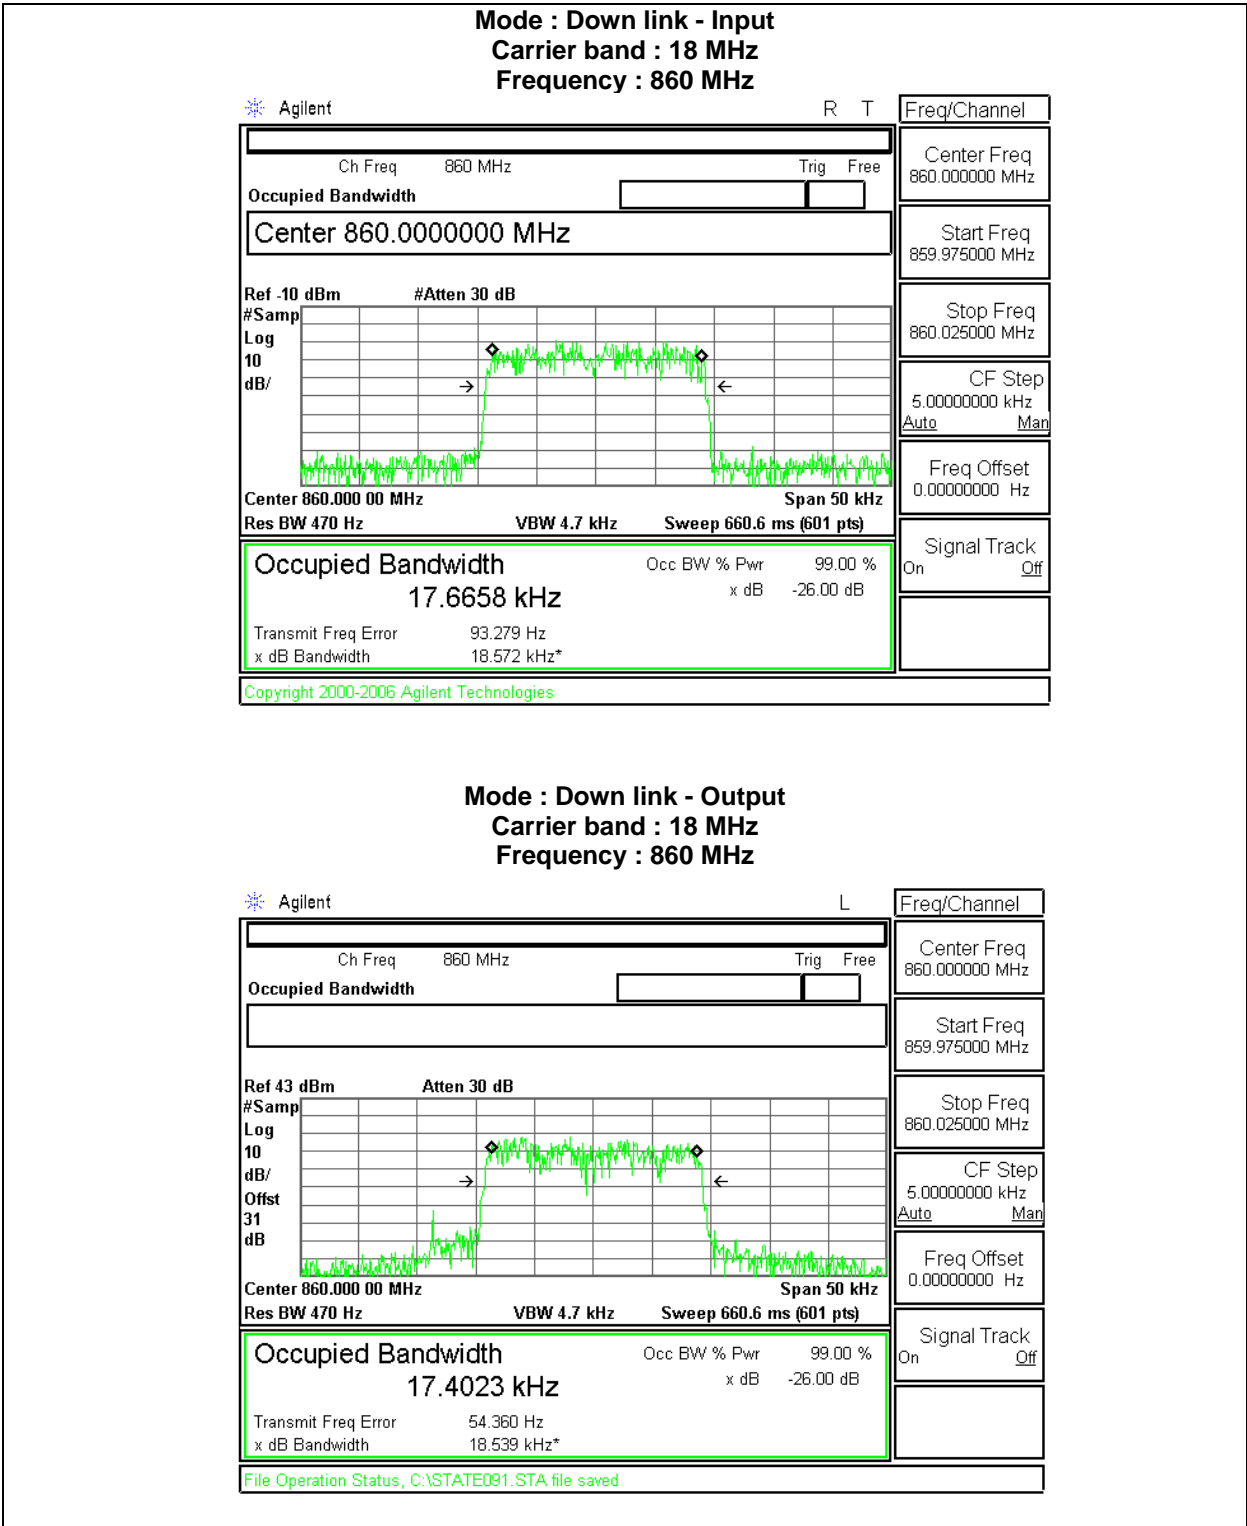 Mode : Down link - Input
Carrier band : 18 MHz
Frequency : 860 MHz
Agilent R T
Freq/Channel
Ch Freq 860 MHz Trig Free
Occupied Bandwidth
Center 860.0000000 MHz
Center Freq
860.000000 MHz
Start Freq
859.975000 MHz
Stop Freq
860.025000 MHz
CF Step
5.00000000 kHz
Auto Man
Freq Offset
0.00000000 Hz
Signal Track
On Off
Ref -10 dBm #Atten 30 dB
#Samp
Log
10
dB/
Center 860.000 00 MHz Span 50 kHz
Res BW 470 Hz VBW 4.7 kHz Sweep 660.6 ms (601 pts)
Occupied Bandwidth
17.6658 kHz
Occ BW % Pwr 99.00 %
x dB -26.00 dB
Transmit Freq Error 93.279 Hz
x dB Bandwidth 18.572 kHz*
Copyright 2000-2006 Agilent Technologies
Mode : Down link - Output
Carrier band : 18 MHz
Frequency : 860 MHz
Agilent L
Freq/Channel
Ch Freq 860 MHz Trig Free
Occupied Bandwidth
Center Freq
860.000000 MHz
Start Freq
859.975000 MHz
Stop Freq
860.025000 MHz
CF Step
5.00000000 kHz
Auto Man
Freq Offset
0.00000000 Hz
Signal Track
On Off
Ref 43 dBm Atten 30 dB
#Samp
Log
10
dB/
Offst
31
dB
Center 860.000 00 MHz Span 50 kHz
Res BW 470 Hz VBW 4.7 kHz Sweep 660.6 ms (601 pts)
Occupied Bandwidth
17.4023 kHz
Occ BW % Pwr 99.00 %
x dB -26.00 dB
Transmit Freq Error 54.360 Hz
x dB Bandwidth 18.539 kHz*
File Operation Status, C:\STATE091.STA file saved